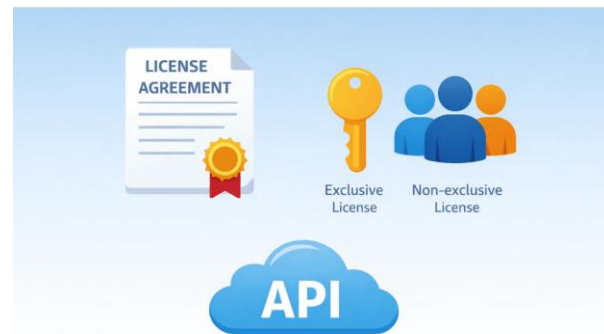 LICENSE
AGREEMENT
Exclusive
License
Non-exclusive
License
API